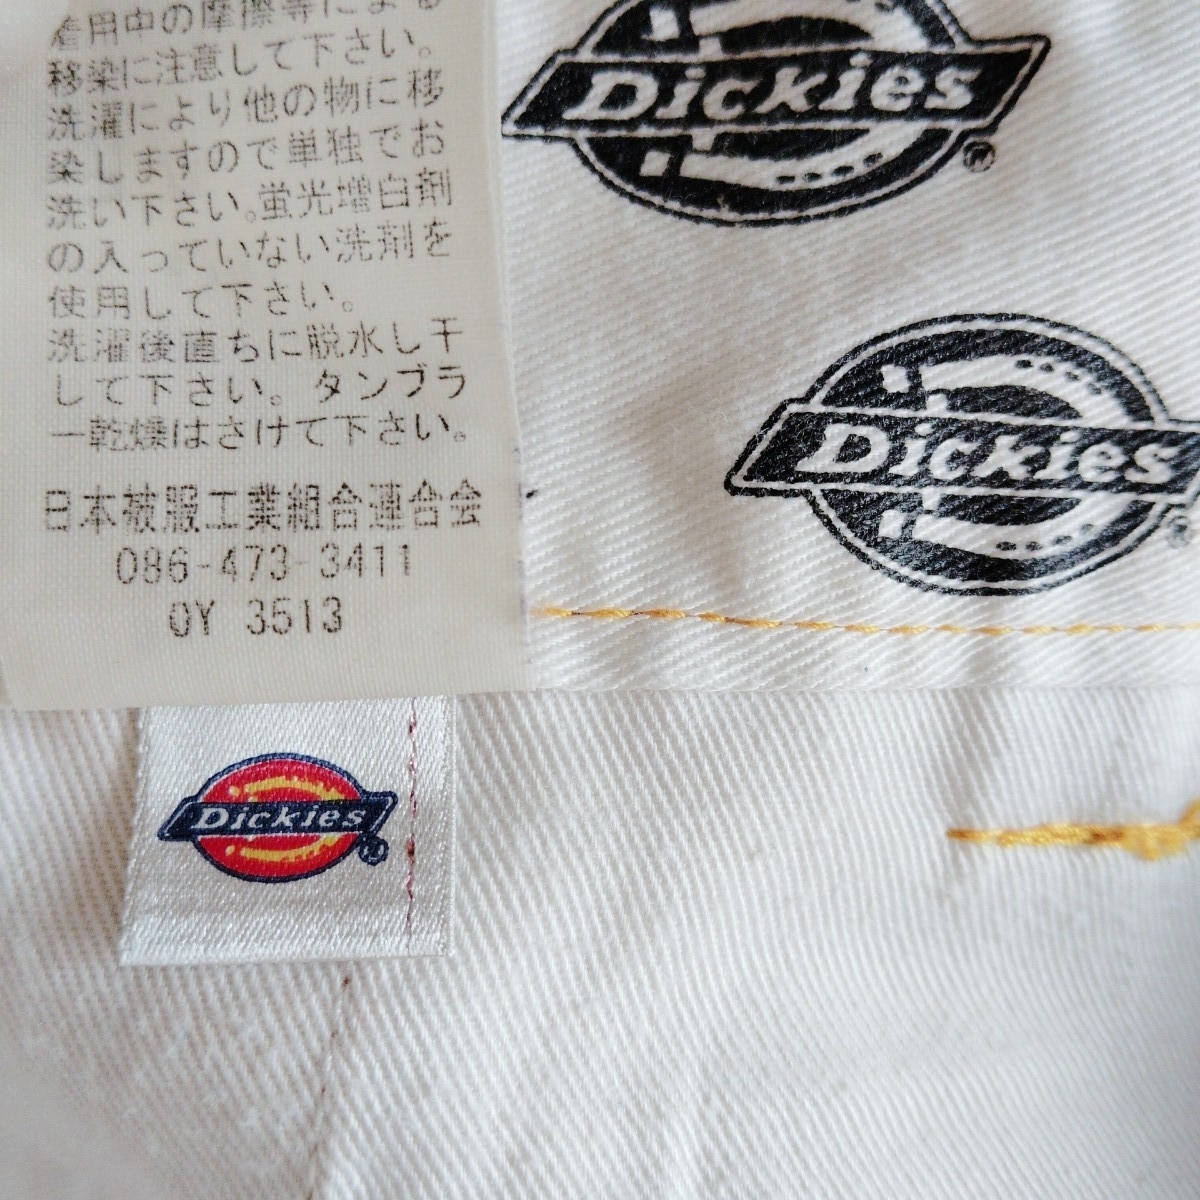 着用中の摩擦等による
移染に注意して下さい。
洗濯により他の物に移
染しますので単独でお
洗い下さい。蛍光増白剤
の入っていない洗剤を
使用して下さい。
洗濯後直ちに脱水し干
して下さい。タンブラ
ー乾燥はさけて下さい。
日本被服工業組合連合会
086-473-3411
OY 3513
Dickies
®
Dickies
®
Dickies
®